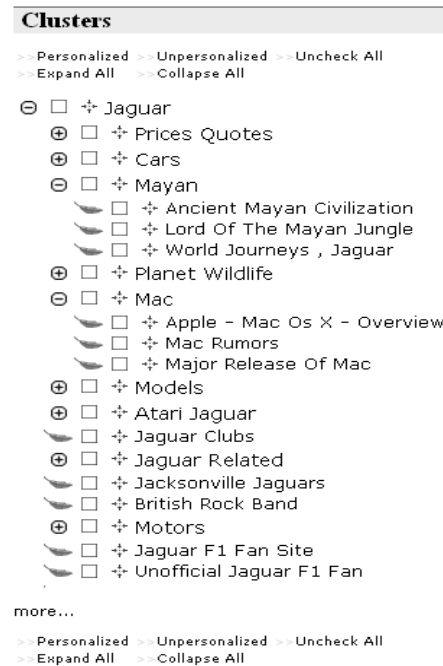 Clusters
>>Personalized >>Unpersonalized >>Uncheck All
>>Expand All >>Collapse All
Jaguar
Prices Quotes
Cars
Mayan
Ancient Mayan Civilization
Lord Of The Mayan Jungle
World Journeys , Jaguar
Planet Wildlife
Mac
Apple - Mac Os X - Overview
Mac Rumors
Major Release Of Mac
Models
Atari Jaguar
Jaguar Clubs
Jaguar Related
Jacksonville Jaguars
British Rock Band
Motors
Jaguar F1 Fan Site
Unofficial Jaguar F1 Fan
more...
>>Personalized >>Unpersonalized >>Uncheck All
>>Expand All >>Collapse All